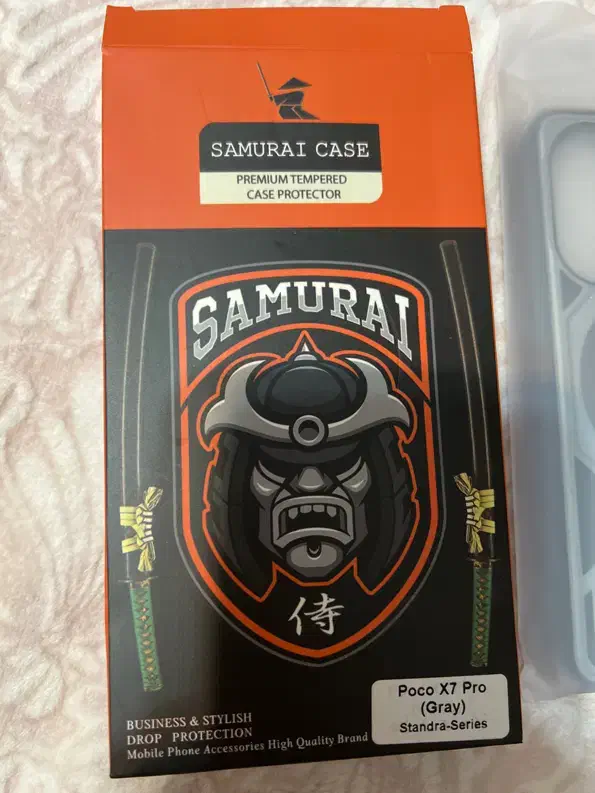 SAMURAI CASE
PREMIUM TEMPERED
CASE PROTECTOR
SAMURAI
侍
BUSINESS & STYLISH
DROP PROTECTION
Mobile Phone Accessories High Quality Brand
Poco X7 Pro
(Gray)
Standra-Series